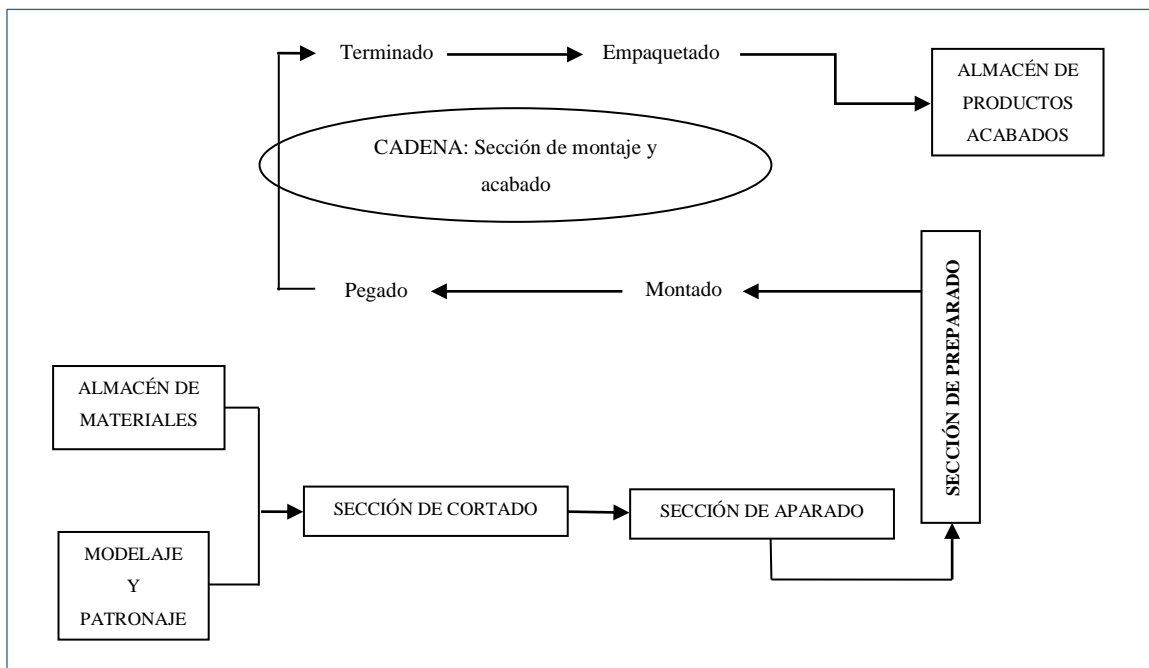 Terminado
Empaquetado
ALMACÉN DE
PRODUCTOS
ACABADOS
CADENA: Sección de montaje y
acabado
Pegado
Montado
SECCIÓN DE PREPARADO
ALMACÉN DE
MATERIALES
SECCIÓN DE CORTADO
SECCIÓN DE APARADO
MODELAJE
Y
PATRONAJE